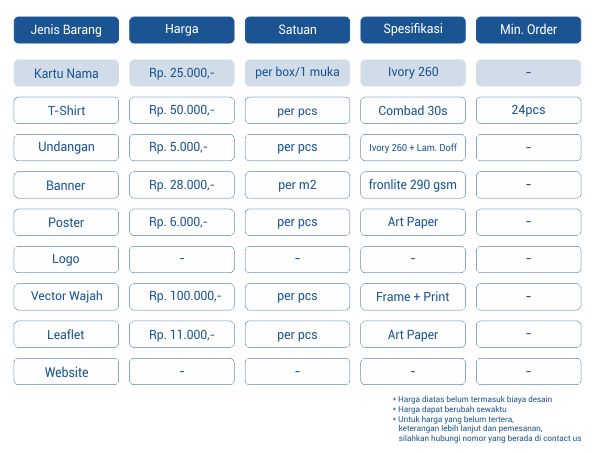 Jenis Barang Harga Satuan Spesifikasi Min. Order
Kartu Nama Rp. 25.000,- per box/1 muka Ivory 260 -
T-Shirt Rp. 50.000,- per pcs Combad 30s 24pcs
Undangan Rp. 5.000,- per pcs Ivory 260 + Lam. Doff -
Banner Rp. 28.000,- per m2 fronlite 290 gsm -
Poster Rp. 6.000,- per pcs Art Paper -
Logo - - - -
Vector Wajah Rp. 100.000,- per pcs Frame + Print -
Leaflet Rp. 11.000,- per pcs Art Paper -
Website - - - -
* Harga diatas belum termasuk biaya desain
* Harga dapat berubah sewaktu
* Untuk harga yang belum tertera,
keterangan lebih lanjut dan pemesanan,
silahkan hubungi nomor yang berada di contact us